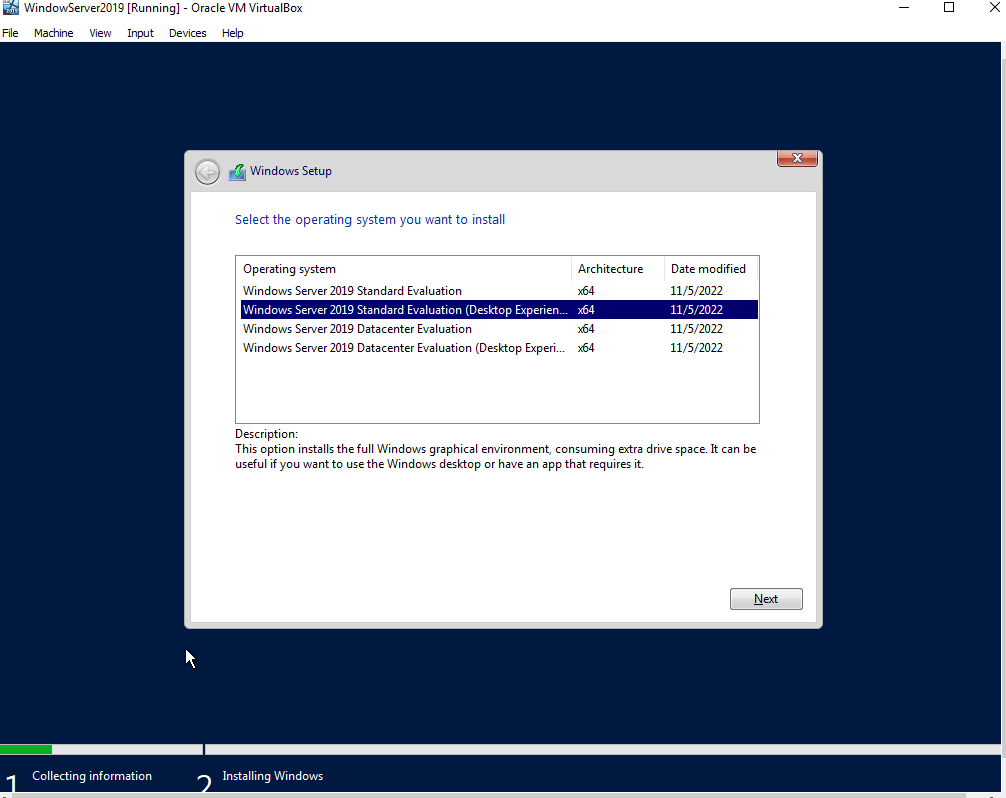 WindowServer2019 [Running] - Oracle VM VirtualBox
File Machine View Input Devices Help
Windows Setup
Select the operating system you want to install
Operating system Architecture Date modified
Windows Server 2019 Standard Evaluation x64 11/5/2022
Windows Server 2019 Standard Evaluation (Desktop Experien... x64 11/5/2022
Windows Server 2019 Datacenter Evaluation x64 11/5/2022
Windows Server 2019 Datacenter Evaluation (Desktop Experi... x64 11/5/2022
Description:
This option installs the full Windows graphical environment, consuming extra drive space. It can be
useful if you want to use the Windows desktop or have an app that requires it.
Next
1 Collecting information 2 Installing Windows